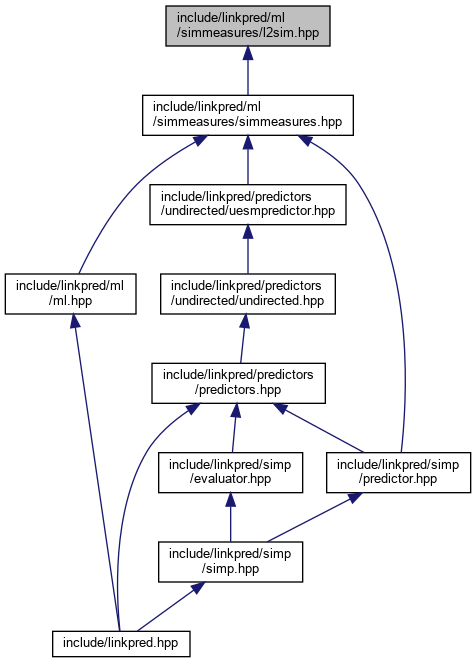 include/linkpred/ml
/simmeasures/l2sim.hpp
include/linkpred/ml
/simmeasures/simmeasures.hpp
include/linkpred/predictors
/undirected/uesmpredictor.hpp
include/linkpred/ml
/ml.hpp
include/linkpred/predictors
/undirected/undirected.hpp
include/linkpred/predictors
/predictors.hpp
include/linkpred/simp
/evaluator.hpp
include/linkpred/simp
/predictor.hpp
include/linkpred/simp
/simp.hpp
include/linkpred.hpp